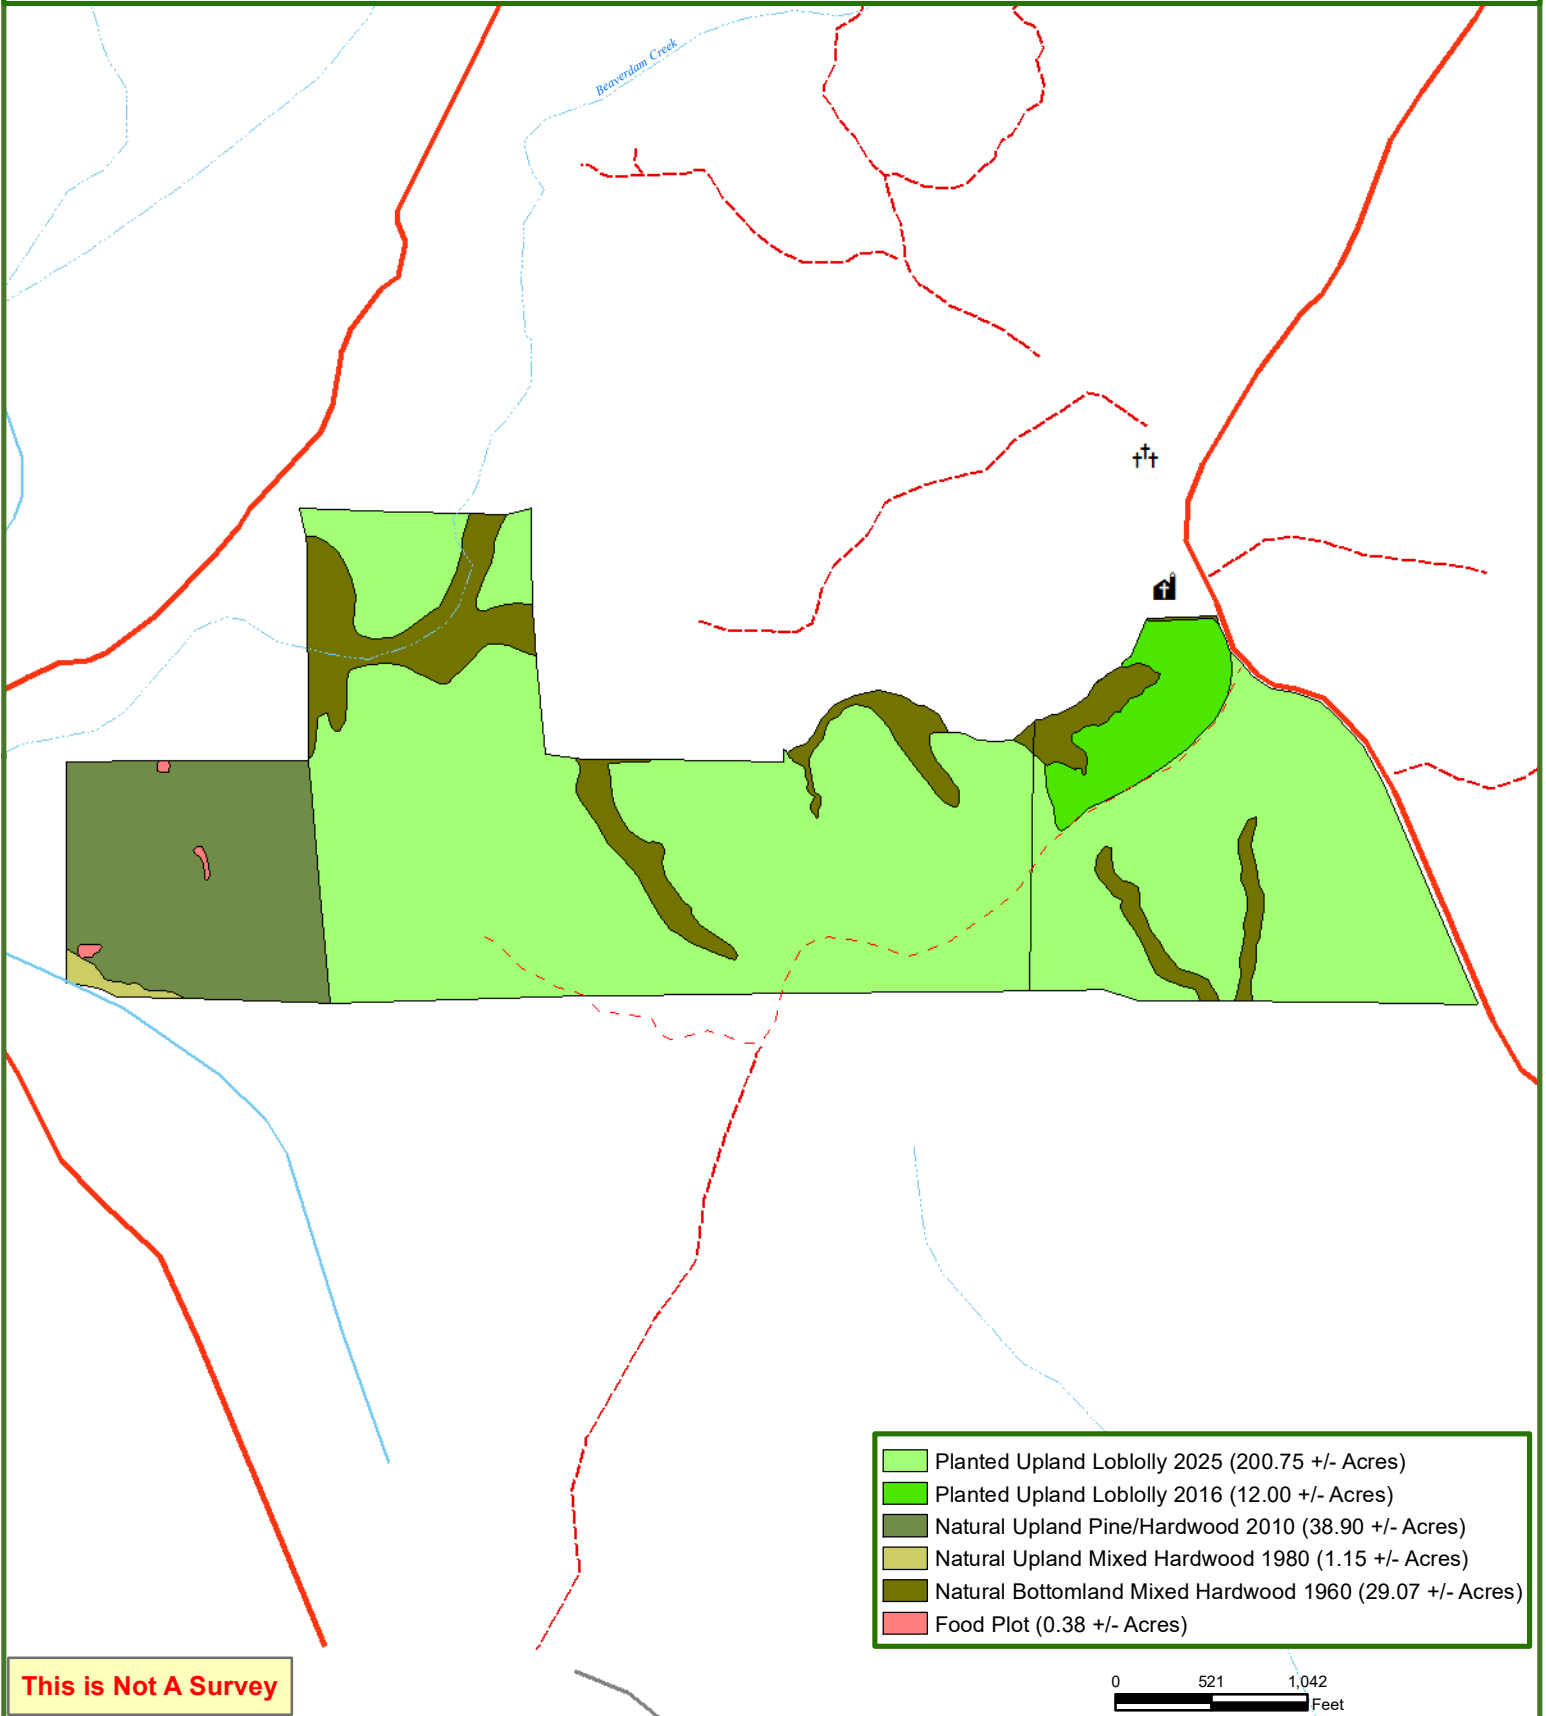 Beaverdam Creek
Planted Upland Loblolly 2025 (200.75 +/- Acres)
Planted Upland Loblolly 2016 (12.00 +/- Acres)
Natural Upland Pine/Hardwood 2010 (38.90 +/- Acres)
Natural Upland Mixed Hardwood 1980 (1.15 +/- Acres)
Natural Bottomland Mixed Hardwood 1960 (29.07 +/- Acres)
Food Plot (0.38 +/- Acres)
This is Not A Survey
0 521 1,042
Feet